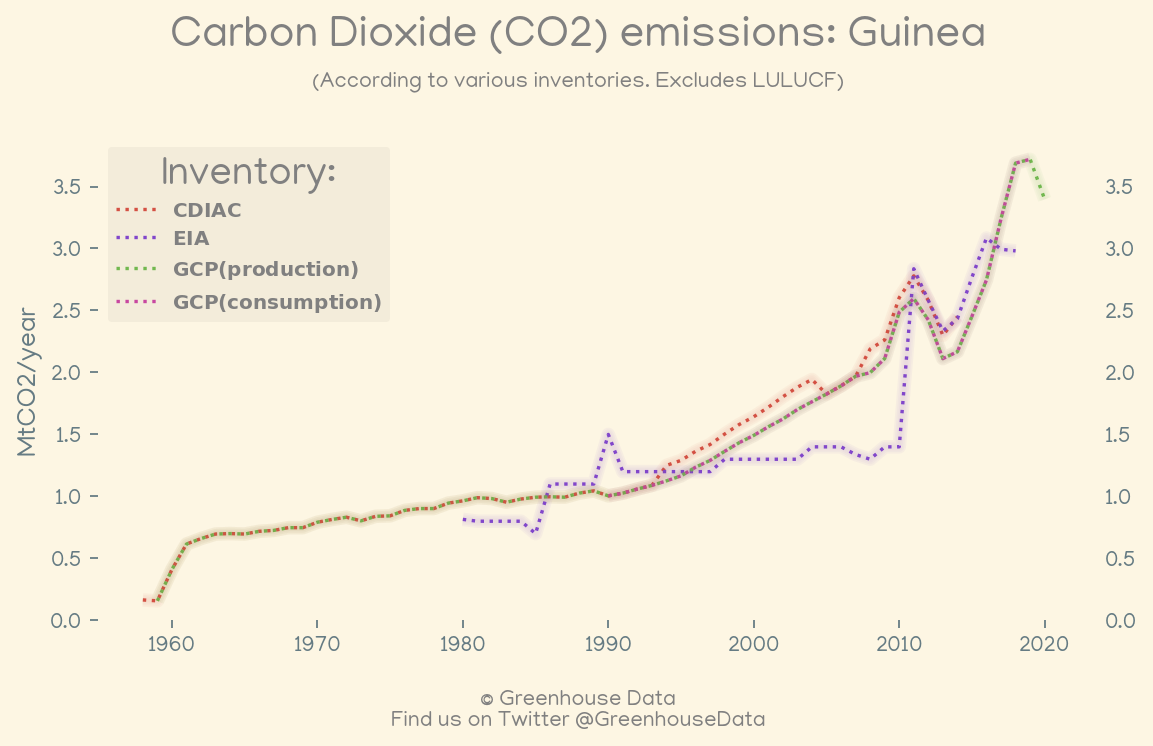 Carbon Dioxide (CO2) emissions: Guinea
(According to various inventories. Excludes LULUCF)
Inventory:
CDIAC
EIA
GCP(production)
GCP(consumption)
MtCO2/year
3.5 3.5
3.0 3.0
2.5 2.5
2.0 2.0
1.5 1.5
1.0 1.0
0.5 0.5
0.0 0.0
1960 1970 1980 1990 2000 2010 2020
© Greenhouse Data
Find us on Twitter @GreenhouseData